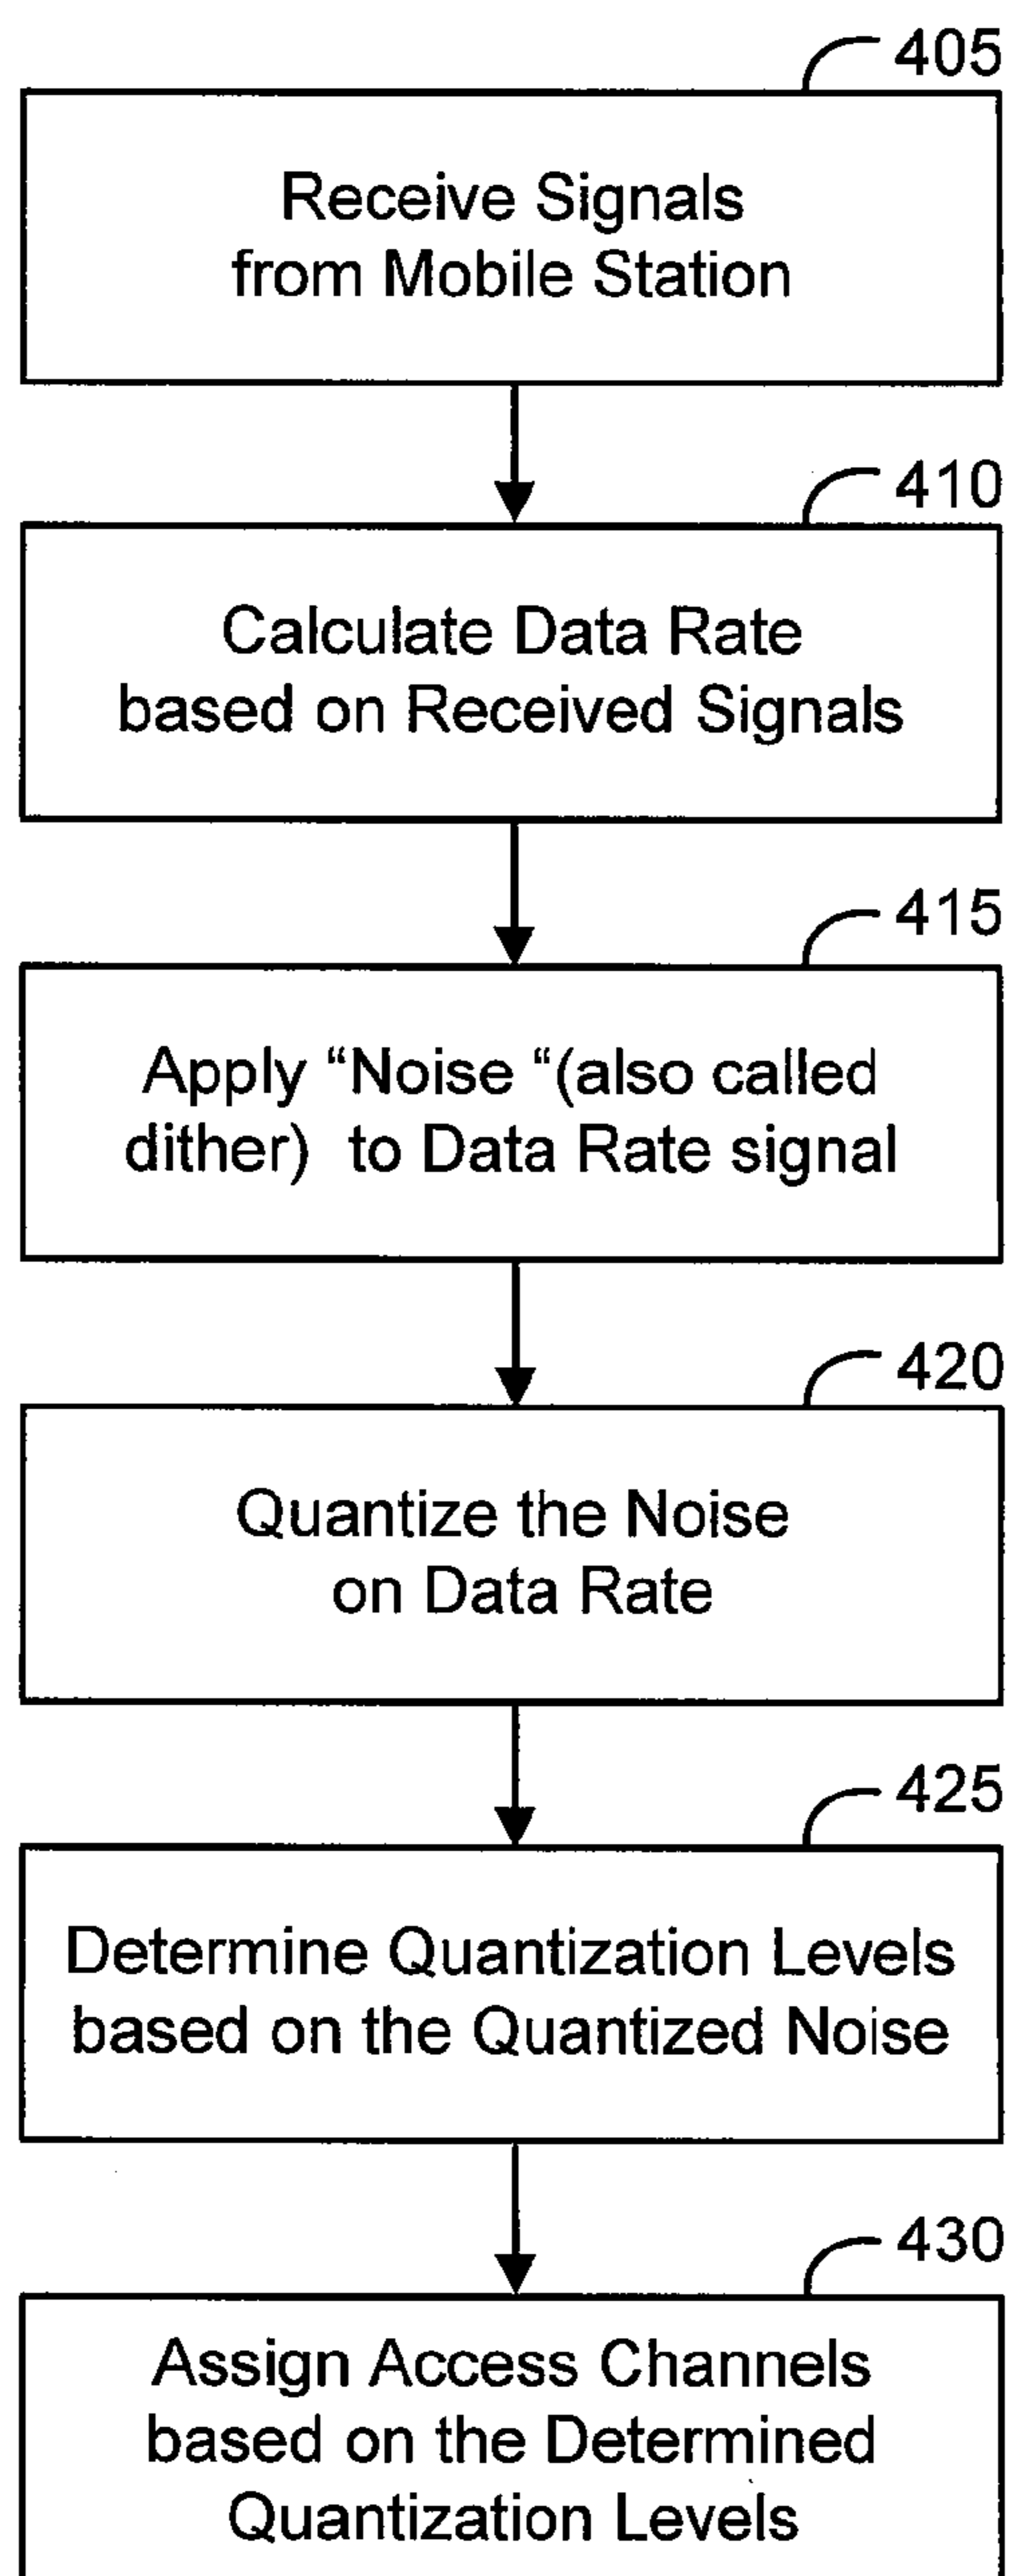 405
Receive Signals
from Mobile Station
410
Calculate Data Rate
based on Received Signals
415
Apply “Noise “(also called
dither)  to Data Rate signal
420
Quantize the Noise
on Data Rate
425
Determine Quantization Levels
based on the Quantized Noise
430
Assign Access Channels
based on the Determined
Quantization Levels